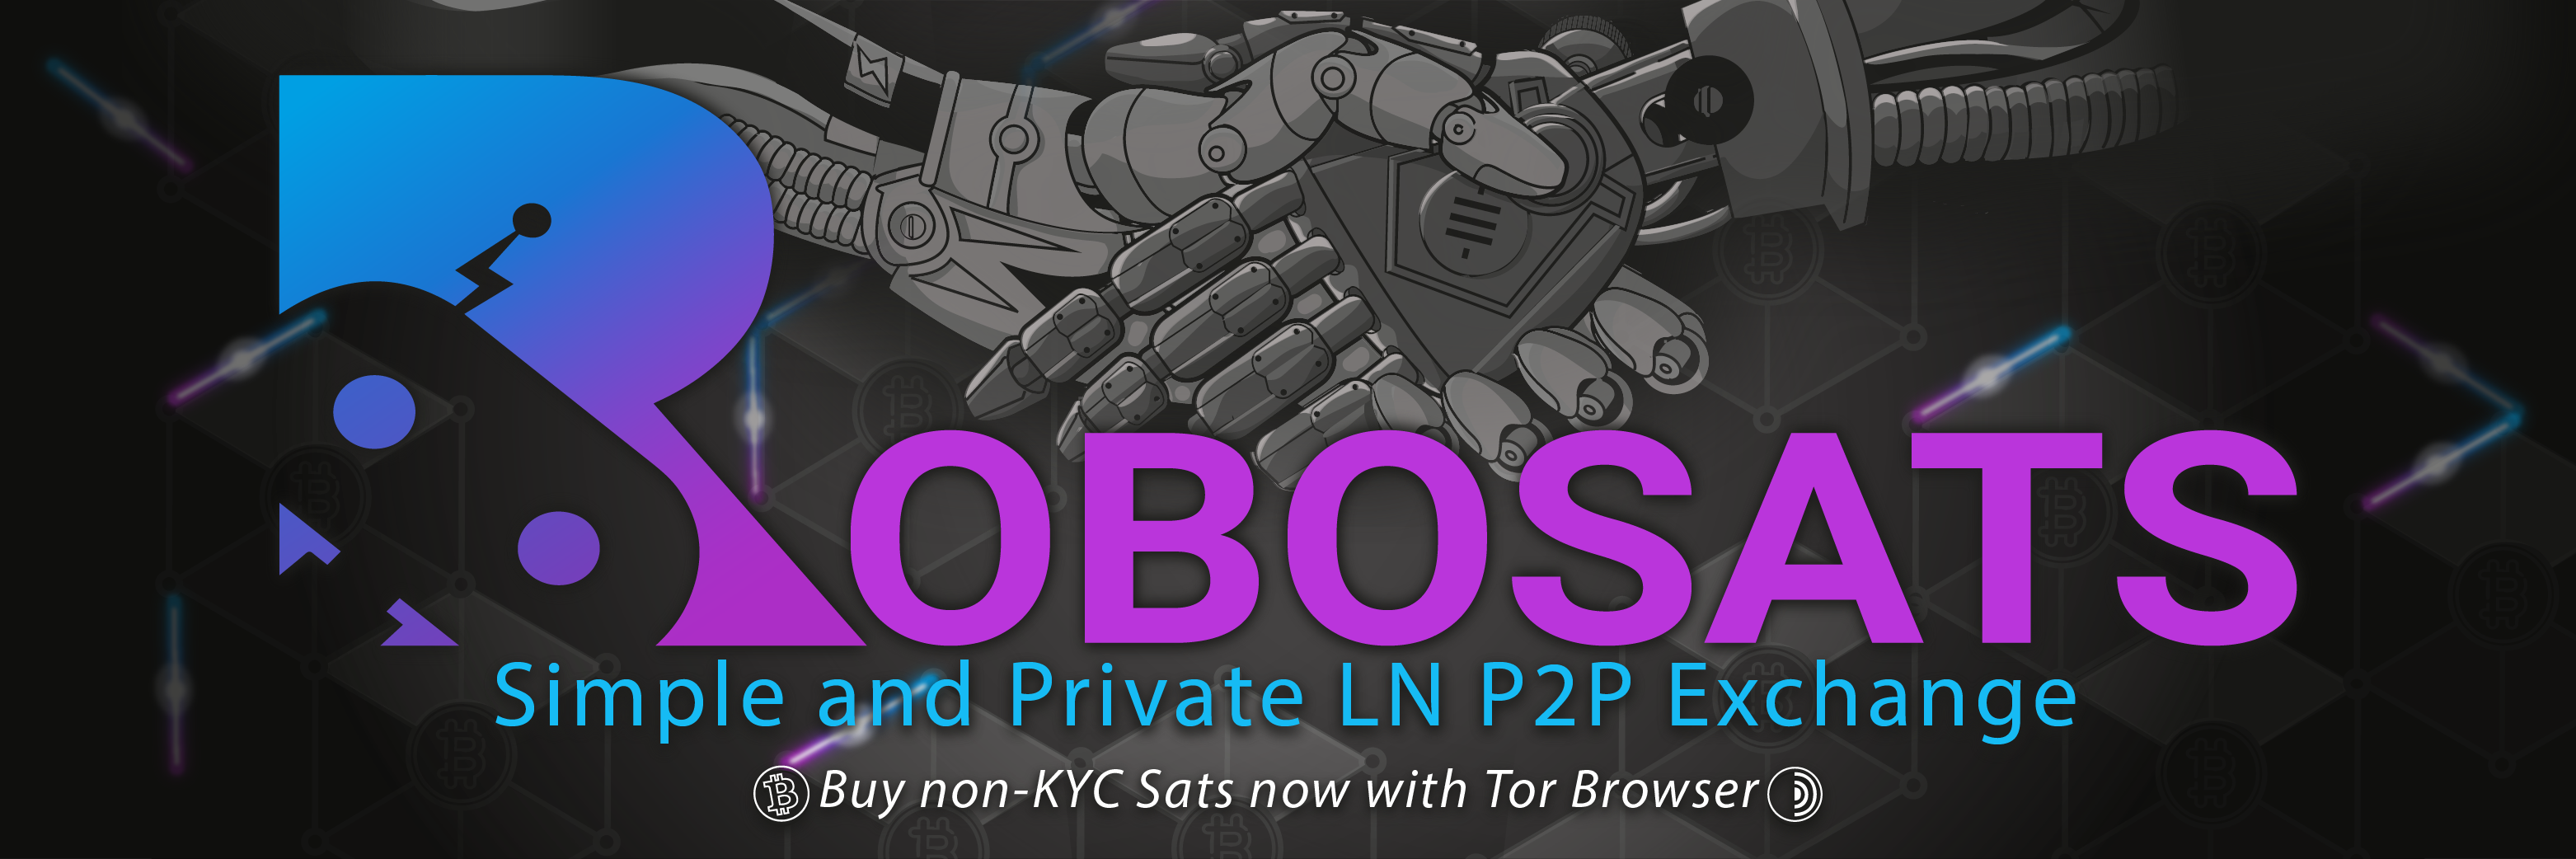 ROBOSATS
Simple and Private LN P2P Exchange
Buy non-KYC Sats now with Tor Browser